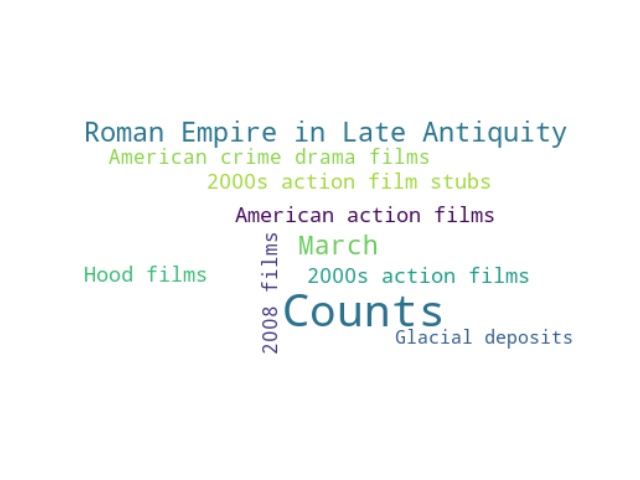 Roman Empire in Late Antiquity
American crime drama films
2000s action film stubs
American action films
March
2008 films
Hood films
2000s action films
Counts
Glacial deposits